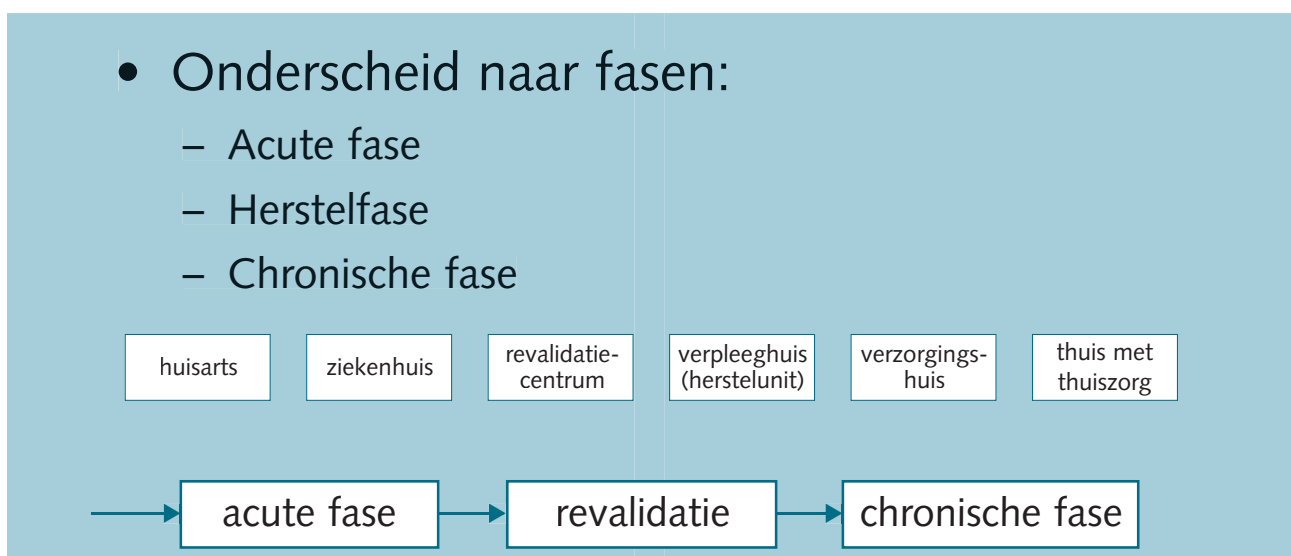 • Onderscheid naar fasen:
– Acute fase
– Herstelfase
– Chronische fase
huisarts
ziekenhuis
revalidatie-
centrum
verpleeghuis
(herstelunit)
verzorgings-
huis
thuis met
thuiszorg
acute fase
revalidatie
chronische fase